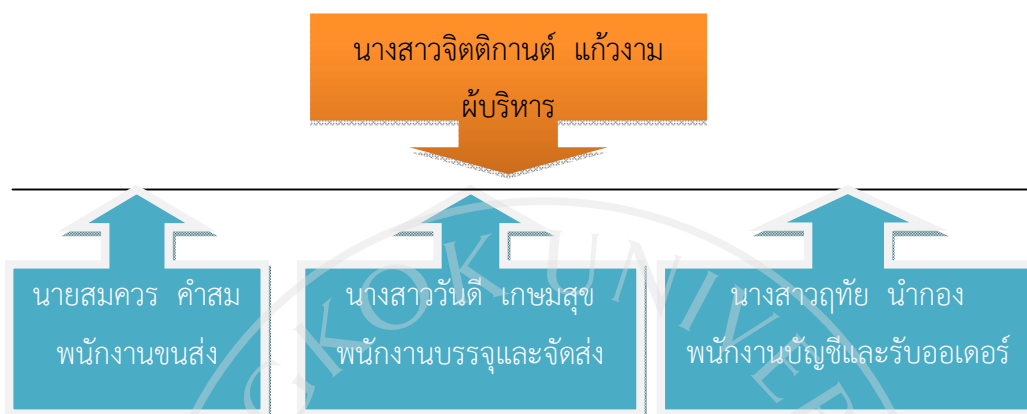 นางสาวจิตติกานต์ แก้วงาม
ผู้บริหาร
นายสมควร คำสม
พนักงานขนส่ง
นางสาววันดี เกษมสุข
พนักงานบรรจุและจัดส่ง
นางสาวฤทัย นำกอง
พนักงานบัญชีและรับออเดอร์